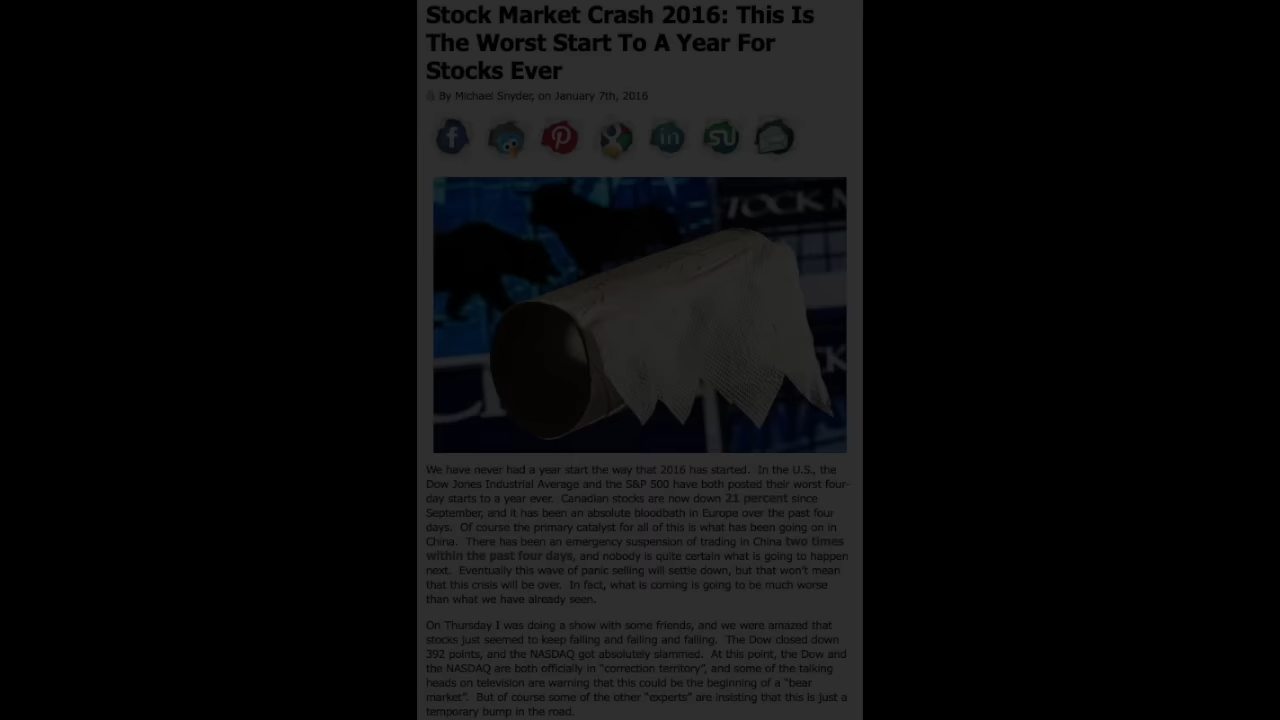 Stock Market Crash 2016: This Is
The Worst Start To A Year For
Stocks Ever
By Michael Snyder, on January 7th, 2016
f
in
TOCK M
We have never had a year start the way that 2016 has started. In the U.S., the
Dow Jones Industrial Average and the S&P 500 have both posted their worst four-
day starts to a year ever. Canadian stocks are now down 21 percent since
September, and it has been an absolute bloodbath in Europe over the past four
days. Of course the primary catalyst for all of this is what has been going on in
China. There has been an emergency suspension of trading in China two times
within the past four days, and nobody is quite certain what is going to happen
next. Eventually this wave of panic selling will settle down, but that won't mean
that this crisis will be over. In fact, what is coming is going to be much worse
than what we have already seen.
On Thursday I was doing a show with some friends, and we were amazed that
stocks just seemed to keep falling and falling and falling. The Dow closed down
392 points, and the NASDAQ got absolutely slammed. At this point, the Dow and
the NASDAQ are both officially in "correction territory", and some of the talking
heads on television are warning that this could be the beginning of a "bear
market". But of course some of the other "experts" are insisting that this is just a
temporary bump in the road.